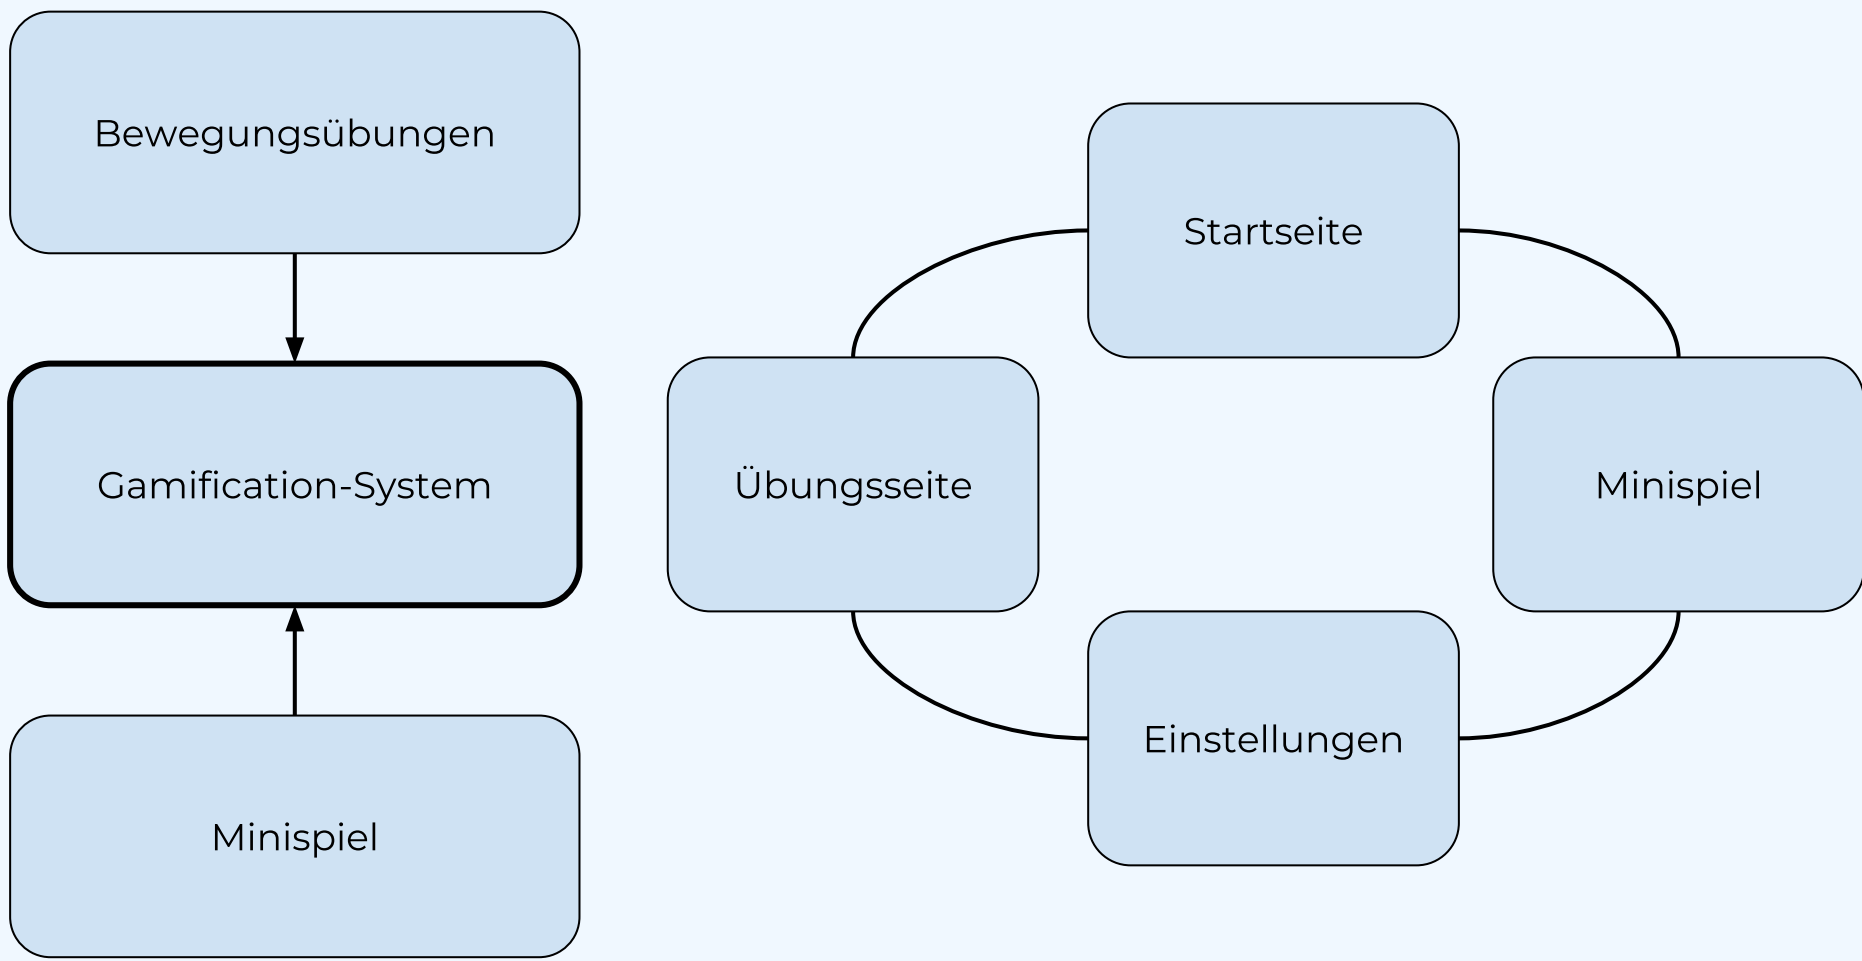 Bewegungsübungen
Gamification-System
Minispiel
Startseite
Übungsseite
Minispiel
Einstellungen